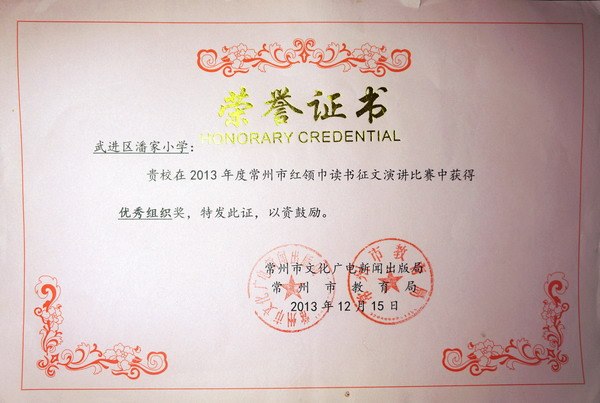 荣誉证书
HONORARY CREDENTIAL
武进区潘家小学：
贵校在2013年度常州市红领巾读书征文演讲比赛中获得
优秀组织奖，特发此证，以资鼓励。
常州市文化广电新闻出版局
常州市教育局
2013年12月15日